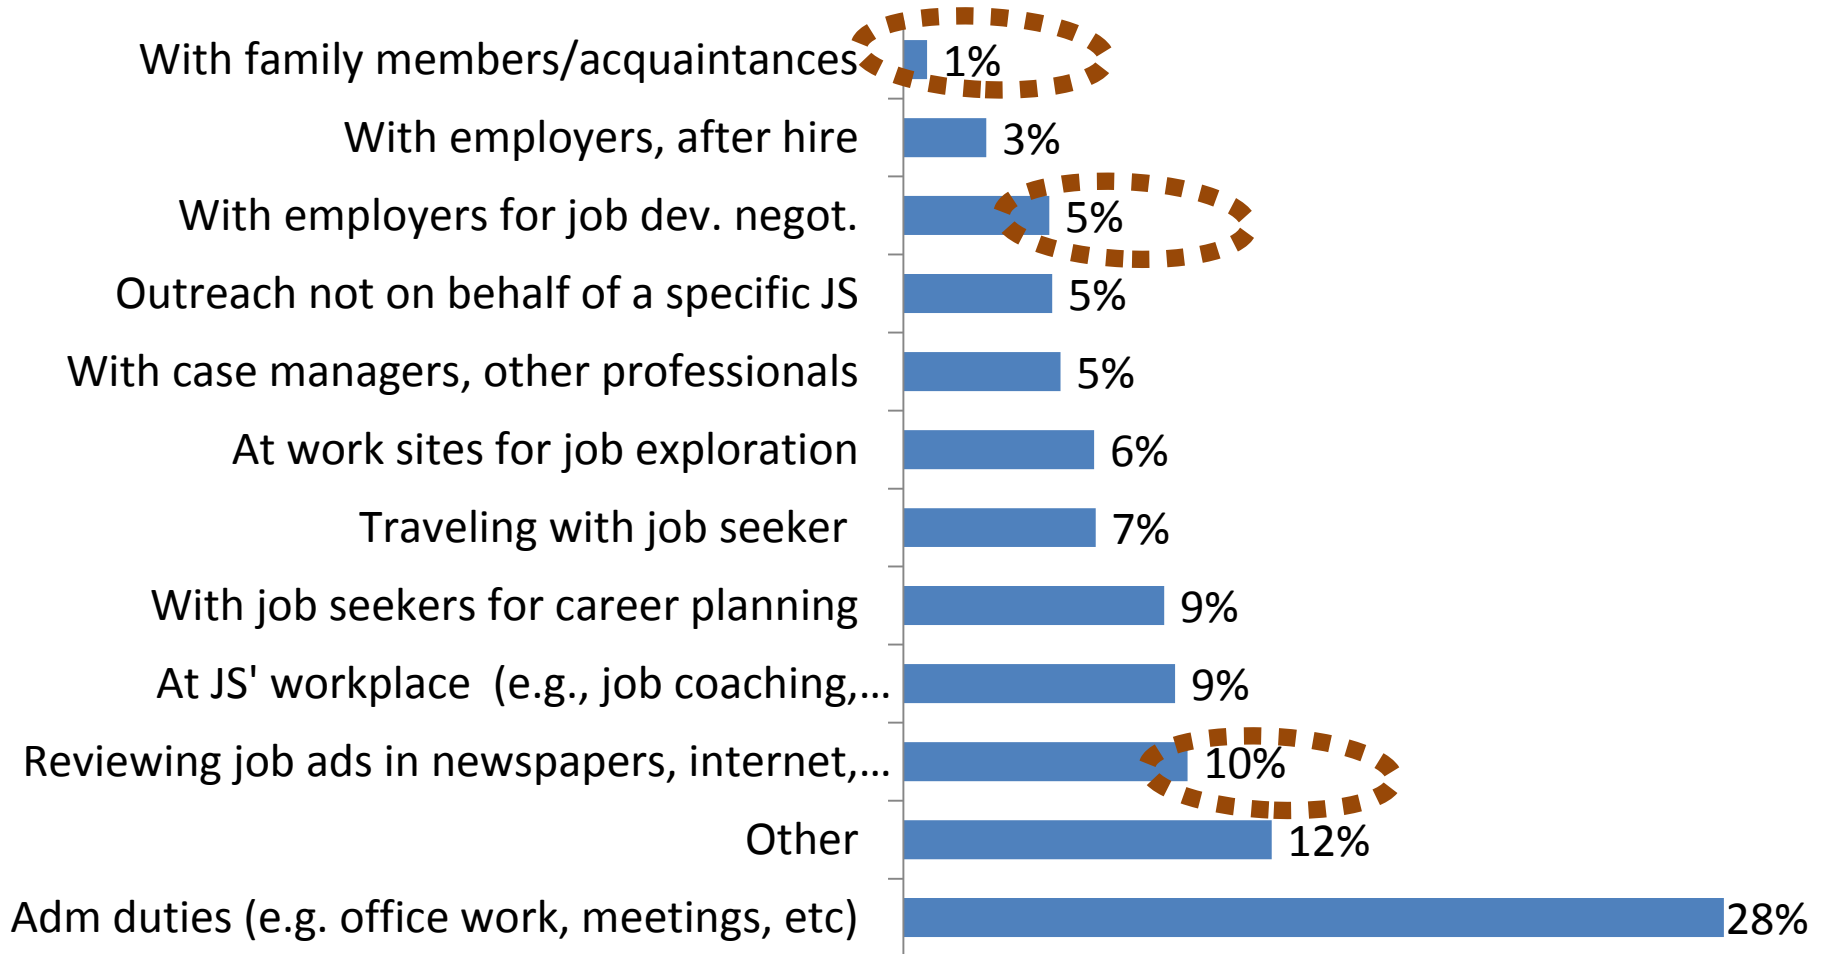 With family members/acquaintances 1%
With employers, after hire 3%
With employers for job dev. negot. 5%
Outreach not on behalf of a specific JS 5%
With case managers, other professionals 5%
At work sites for job exploration 6%
Traveling with job seeker 7%
With job seekers for career planning 9%
At JS' workplace (e.g., job coaching,... 9%
Reviewing job ads in newspapers, internet,... 10%
Other 12%
Adm duties (e.g. office work, meetings, etc) 28%